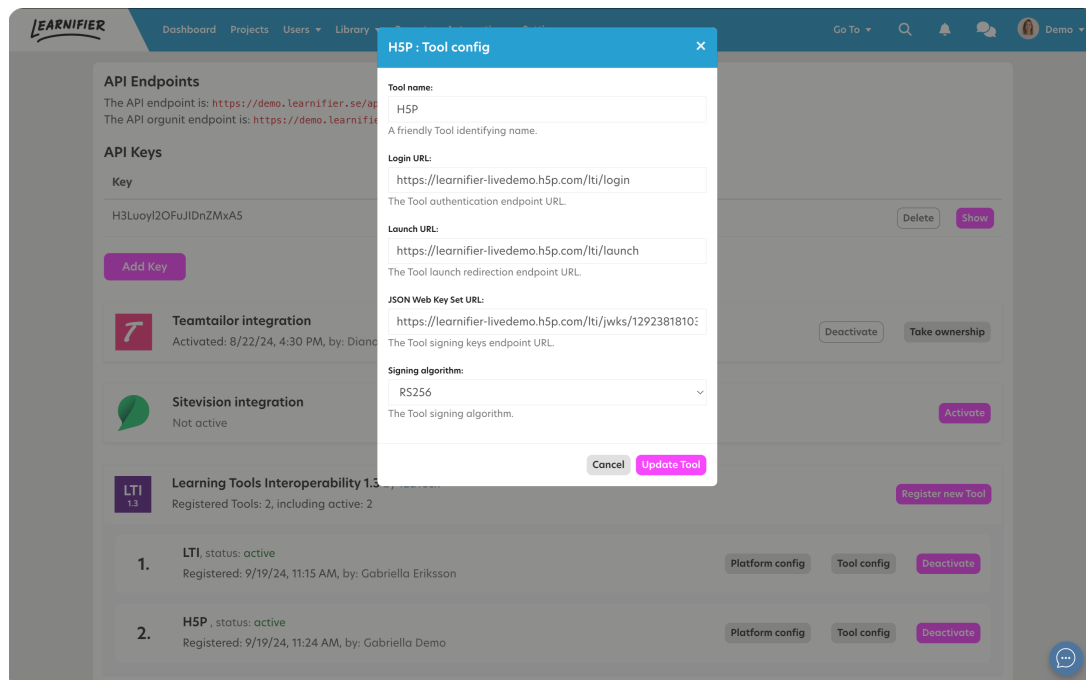 LEARNIFIER
Dashboard Projects Users Library
Go To Demo
API Endpoints
The API endpoint is: https://demo.learnifier.se/ap
The API orgunit endpoint is: https://demo.learnifie
API Keys
Key
H3Luoyl2OFuJIDnZMxA5
Delete Show
Add Key
Teamtailor integration
Activated: 8/22/24, 4:30 PM, by: Diana
Deactivate Take ownership
Sitevision integration
Not active
Activate
LTI
1.3
Learning Tools Interoperability 1.3
Registered Tools: 2, including active: 2
Register new Tool
1.
LTI, status: active
Registered: 9/19/24, 11:15 AM, by: Gabriella Eriksson
Platform config Tool config Deactivate
2.
H5P , status: active
Registered: 9/19/24, 11:24 AM, by: Gabriella Demo
Platform config Tool config Deactivate
H5P : Tool config
Tool name:
H5P
A friendly Tool identifying name.
Login URL:
https://learnifier-livedemo.h5p.com/lti/login
The Tool authentication endpoint URL.
Launch URL:
https://learnifier-livedemo.h5p.com/lti/launch
The Tool launch redirection endpoint URL.
JSON Web Key Set URL:
https://learnifier-livedemo.h5p.com/lti/jwks/1292381810
The Tool signing keys endpoint URL.
Signing algorithm:
RS256
The Tool signing algorithm.
Cancel Update Tool